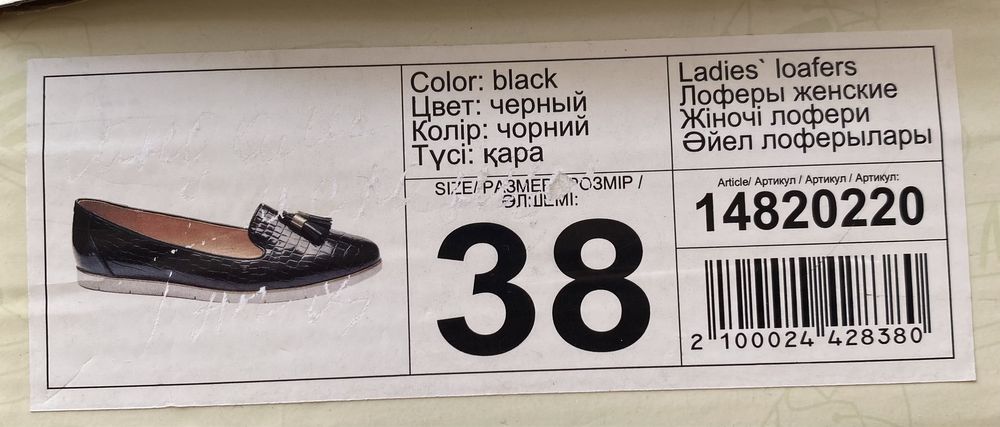 Color: black
Цвет: черный
Колір: чорний
Түсі: қара
SIZE/ РАЗМЕР / РОЗМІР /
ӨЛШЕМІ:
38
Ladies` loafers
Лоферы женские
Жіночі лофери
Әйел лоферылары
Article/ Артикул / Артикул / Артикул:
14820220
2 100024 428380